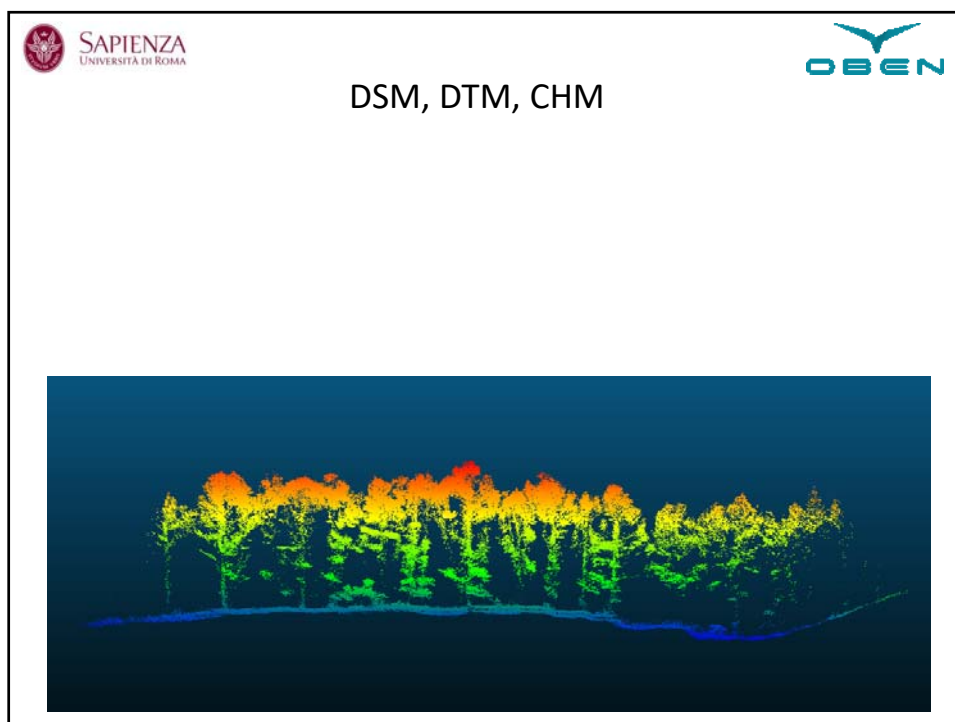 SAPIENZA
UNIVERSITÀ DI ROMA
OBEN
DSM, DTM, CHM